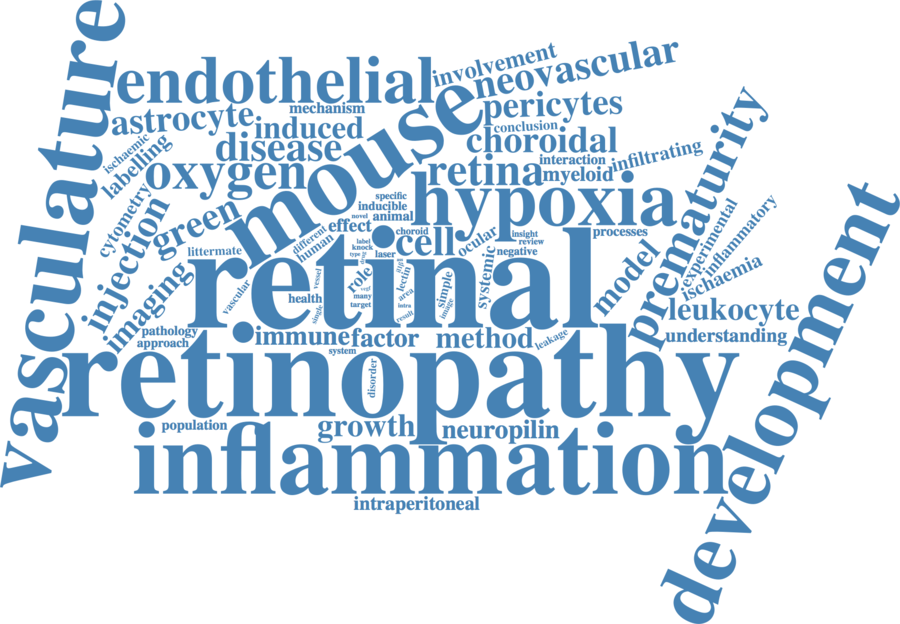 vasculature
endothelial
involvement
neovascular
mechanism
astrocyte
induced
pericytes
conclusion
choroidal
ischaemic
labelling
disease
mouse
interaction
infiltrating
oxygen
retina
myeloid
prematurity
cytometry
injection
green
specific
inducible
animal
hypoxia
novel
effect
different
human
littermate
label
knock
type
choroid
cell
laser
ocular
insight
review
negative
processes
experimental
inflammatory
ischaemia
imaging
retinal
vascular
health
vessel
single
role
many
target
lectin
area
intra
result
simple
image
systemic
model
leukocyte
understanding
development
pathology
approach
immune
factor
method
leakage
system
retinopathy
disorder
population
growth
neuropilin
inflammation
intraperitoneal